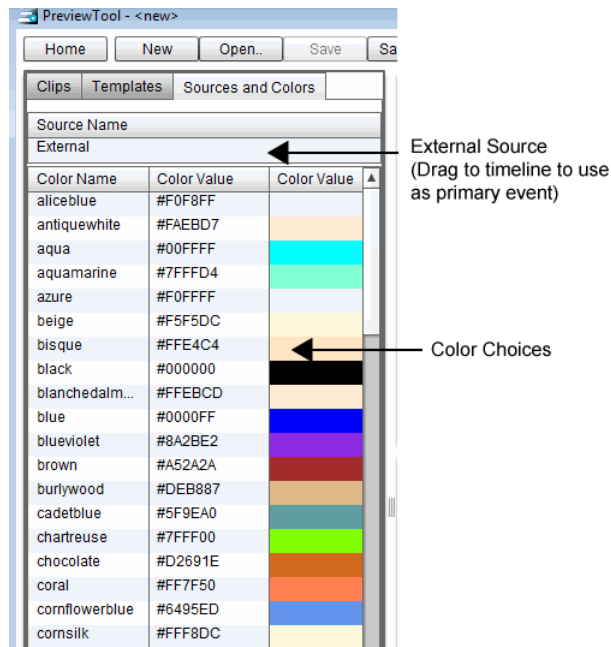 PreviewTool - <new>
Home New Open.. Save Sa
Clips Templates Sources and Colors
Source Name
External
External Source
(Drag to timeline to use
as primary event)
Color Name Color Value Color Value
aliceblue #F0F8FF
antiquewhite #FAEBD7
aqua #00FFFF
aquamarine #7FFFD4
azure #F0FFFF
beige #F5F5DC
bisque #FFE4C4
Color Choices
black #000000
blanchedalm... #FFEBCD
blue #0000FF
blueviolet #8A2BE2
brown #A52A2A
burlywood #DEB887
cadetblue #5F9EA0
chartreuse #7FFF00
chocolate #D2691E
coral #FF7F50
cornflowerblue #6495ED
cornsilk #FFF8DC